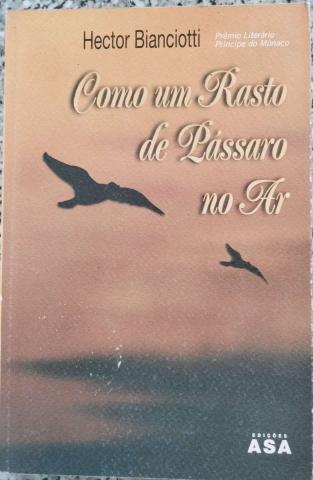 Hector Bianciotti
Prémio Literário
Príncipe do Mónaco
Como um Rasto
de Pássaro
no Ar
EDIÇÕES
ASA